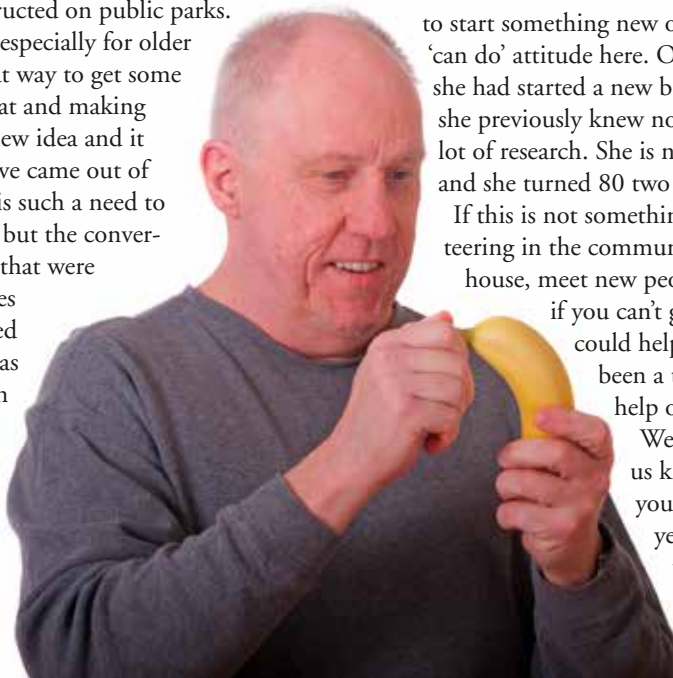 ructed on public parks.
especially for older
t way to get some
at and making
ew idea and it
ve came out of
is such a need to
but the conver-
that were
es
ed
as
n
to start something new o
‘can do’ attitude here. O
she had started a new b
she previously knew no
lot of research. She is n
and she turned 80 two
If this is not somethin
teering in the commun
house, meet new peo
if you can’t g
could help
been a t
help o
We
us k
you
ye